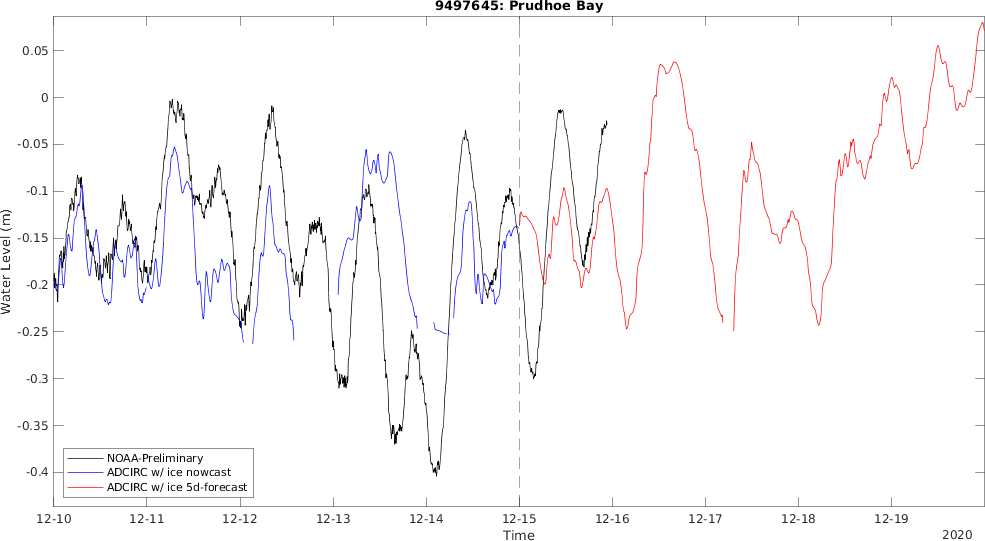 9497645: Prudhoe Bay
0.05
0
-0.05
-0.1
-0.15
-0.2
-0.25
-0.3
-0.35
-0.4
Water Level (m)
NOAA-Preliminary
ADCIRC w/ ice nowcast
ADCIRC w/ ice 5d-forecast
12-10 12-11 12-12 12-13 12-14 12-15 12-16 12-17 12-18 12-19
Time
2020